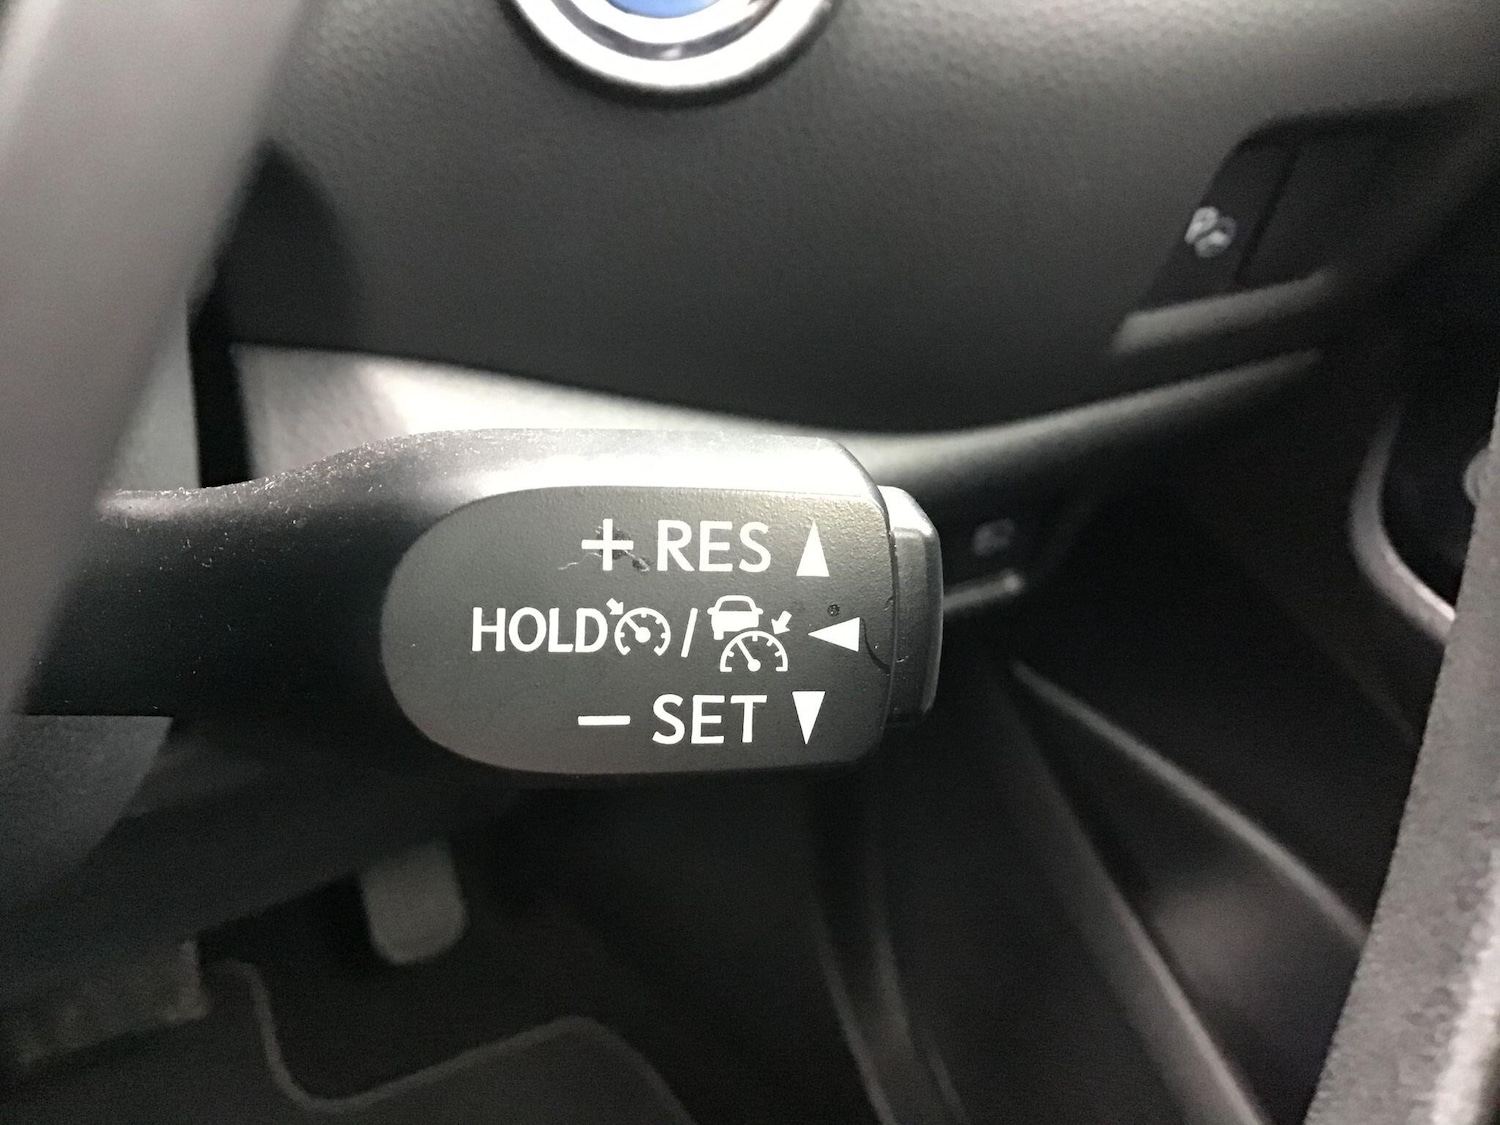 + RES ▲
HOLD / ◀
− SET ▼